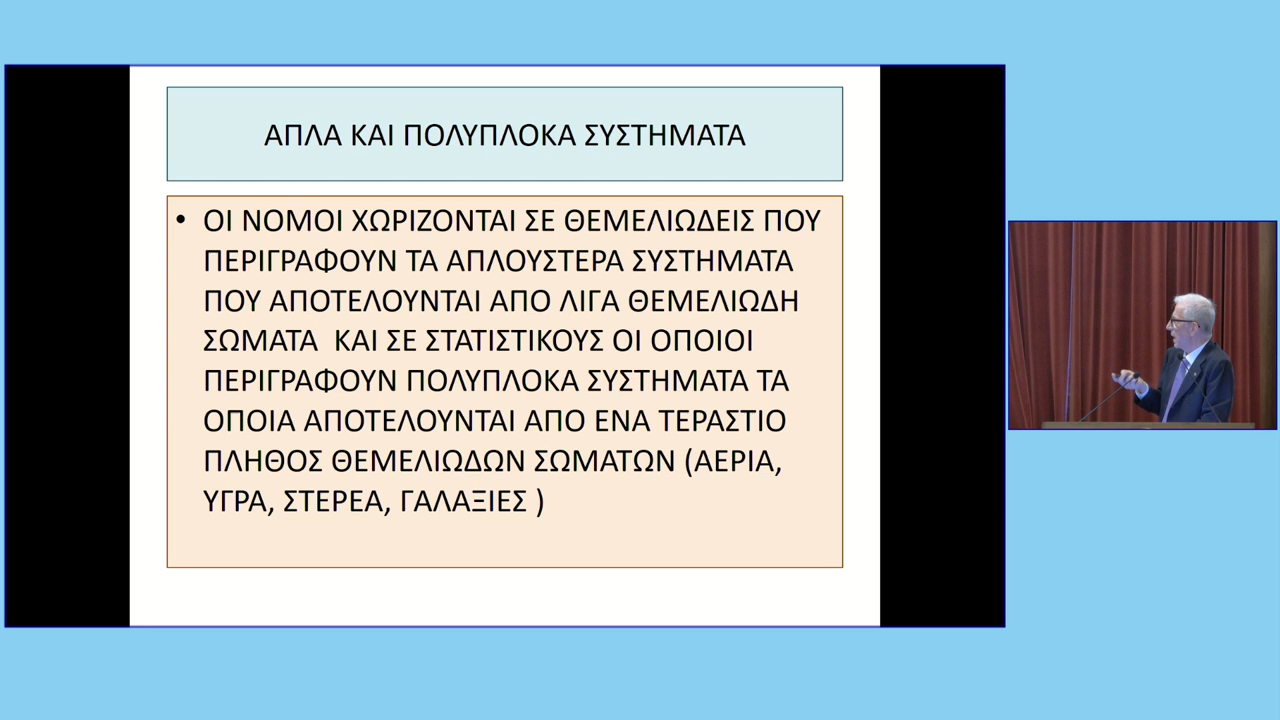 ΑΠΛΑ ΚΑΙ ΠΟΛΥΠΛΟΚΑ ΣΥΣΤΗΜΑΤΑ
• ΟΙ ΝΟΜΟΙ ΧΩΡΙΖΟΝΤΑΙ ΣΕ ΘΕΜΕΛΙΩΔΕΙΣ ΠΟΥ
ΠΕΡΙΓΡΑΦΟΥΝ ΤΑ ΑΠΛΟΥΣΤΕΡΑ ΣΥΣΤΗΜΑΤΑ
ΠΟΥ ΑΠΟΤΕΛΟΥΝΤΑΙ ΑΠΟ ΛΙΓΑ ΘΕΜΕΛΙΩΔΗ
ΣΩΜΑΤΑ ΚΑΙ ΣΕ ΣΤΑΤΙΣΤΙΚΟΥΣ ΟΙ ΟΠΟΙΟΙ
ΠΕΡΙΓΡΑΦΟΥΝ ΠΟΛΥΠΛΟΚΑ ΣΥΣΤΗΜΑΤΑ ΤΑ
ΟΠΟΙΑ ΑΠΟΤΕΛΟΥΝΤΑΙ ΑΠΟ ΕΝΑ ΤΕΡΑΣΤΙΟ
ΠΛΗΘΟΣ ΘΕΜΕΛΙΩΔΩΝ ΣΩΜΑΤΩΝ (ΑΕΡΙΑ,
ΥΓΡΑ, ΣΤΕΡΕΑ, ΓΑΛΑΞΙΕΣ )